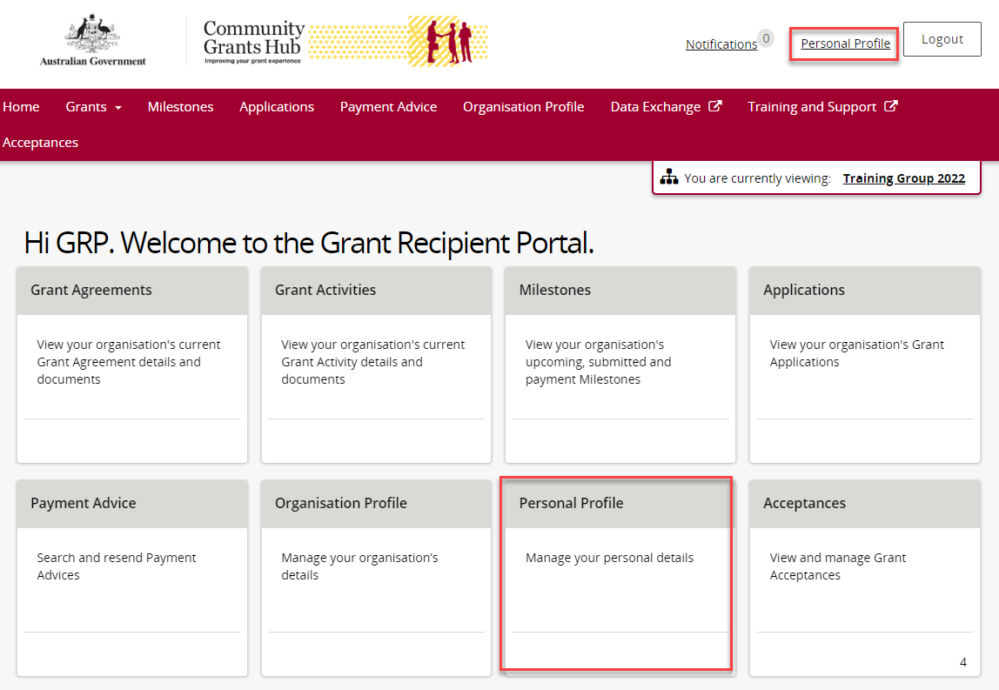 Australian Government
Community
Grants Hub
Improving your grant experience
Notifications 0
Personal Profile
Logout
Home Grants Milestones Applications Payment Advice Organisation Profile Data Exchange Training and Support
Acceptances
You are currently viewing: Training Group 2022
Hi GRP. Welcome to the Grant Recipient Portal.
Grant Agreements
View your organisation's current
Grant Agreement details and
documents
Grant Activities
View your organisation's current
Grant Activity details and
documents
Milestones
View your organisation's
upcoming, submitted and
payment Milestones
Applications
View your organisation's Grant
Applications
Payment Advice
Search and resend Payment
Advices
Organisation Profile
Manage your organisation’s
details
Personal Profile
Manage your personal details
Acceptances
View and manage Grant
Acceptances
4